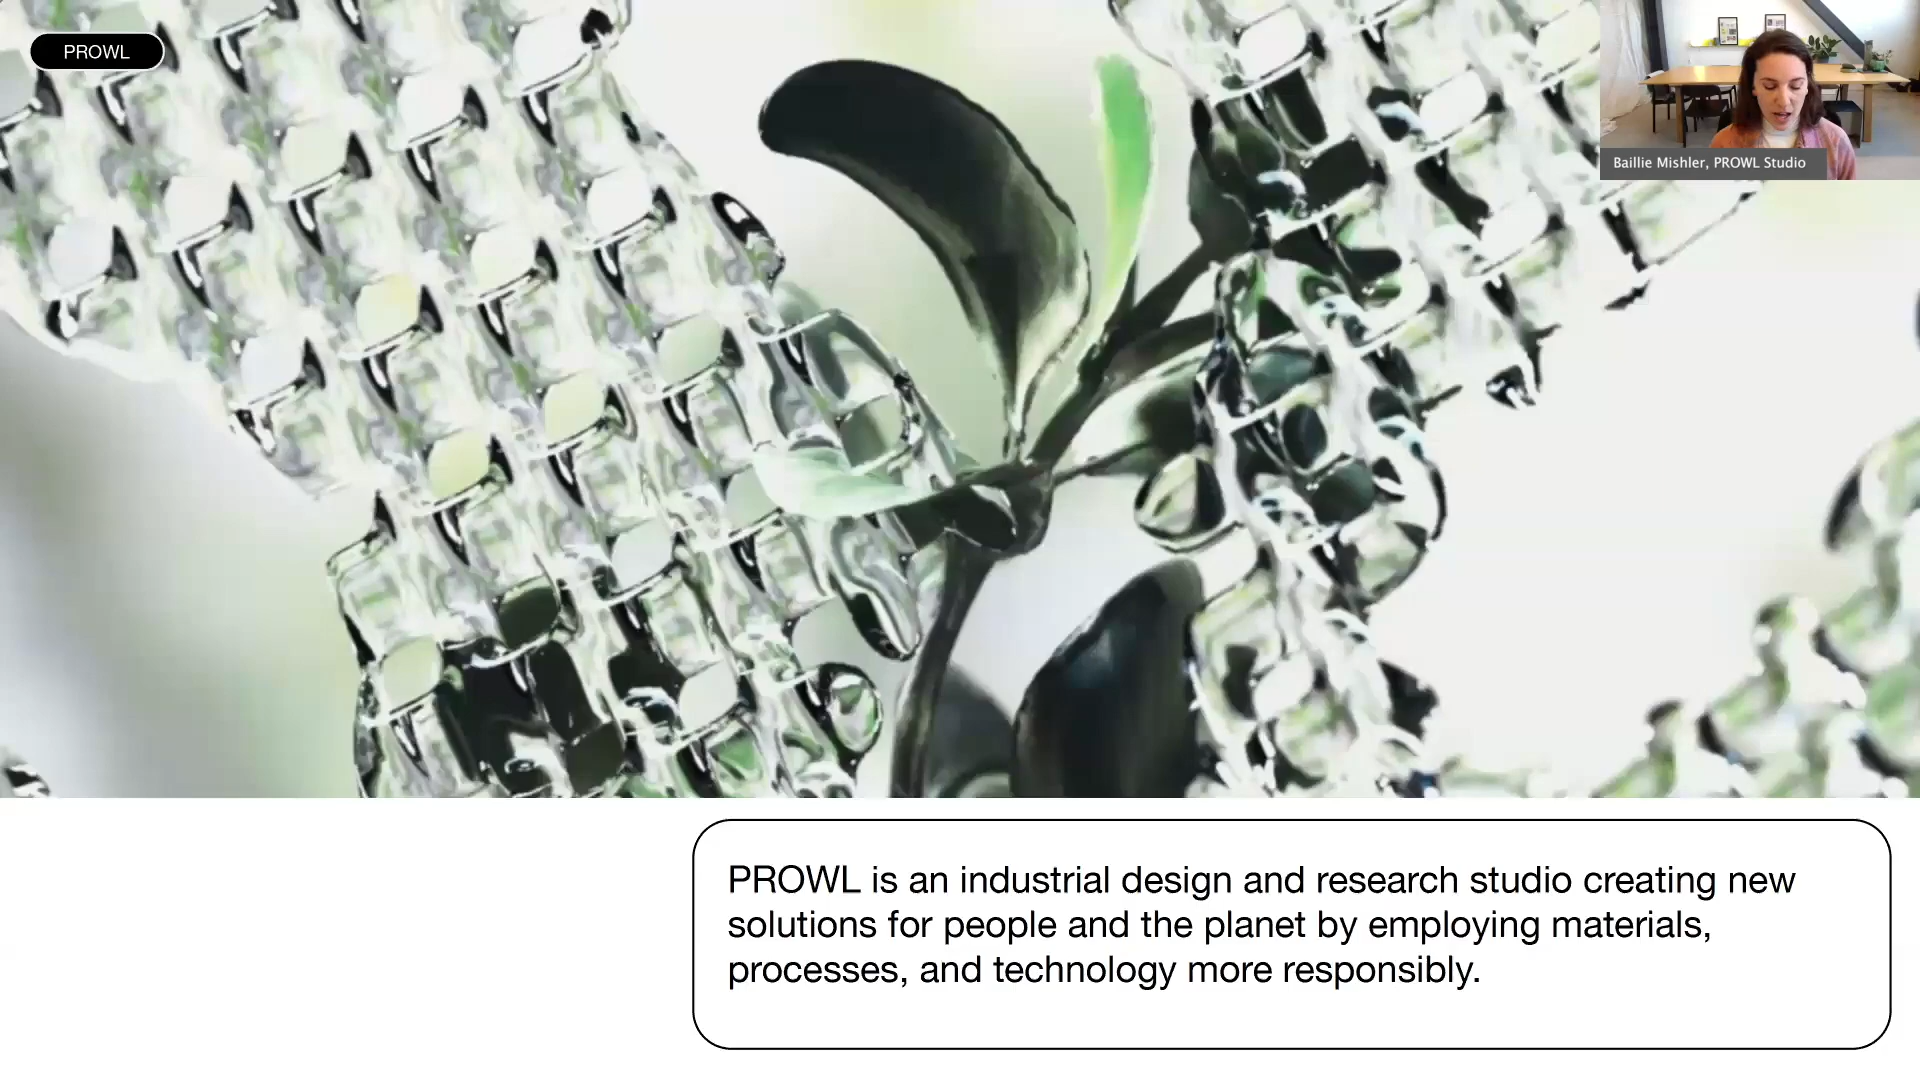 PROWL
Baillie Mishler, PROWL Studio
PROWL is an industrial design and research studio creating new
solutions for people and the planet by employing materials,
processes, and technology more responsibly.